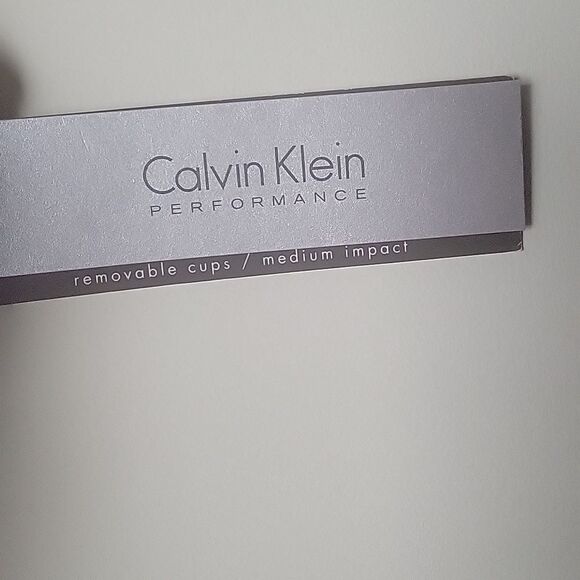 Calvin Klein
PERFORMANCE
removable cups / medium impact